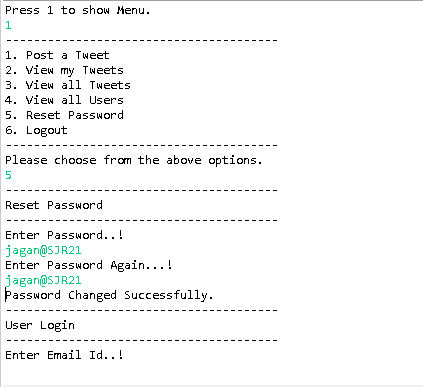 Press 1 to show Menu.
1
---------------------------------------
1. Post a Tweet
2. View my Tweets
3. View all Tweets
4. View all Users
5. Reset Password
6. Logout
---------------------------------------
Please choose from the above options.
5
---------------------------------------
Reset Password
---------------------------------------
Enter Password..!
jagan@SJR21
Enter Password Again...!
jagan@SJR21
Password Changed Successfully.
---------------------------------------
User Login
---------------------------------------
Enter Email Id..!